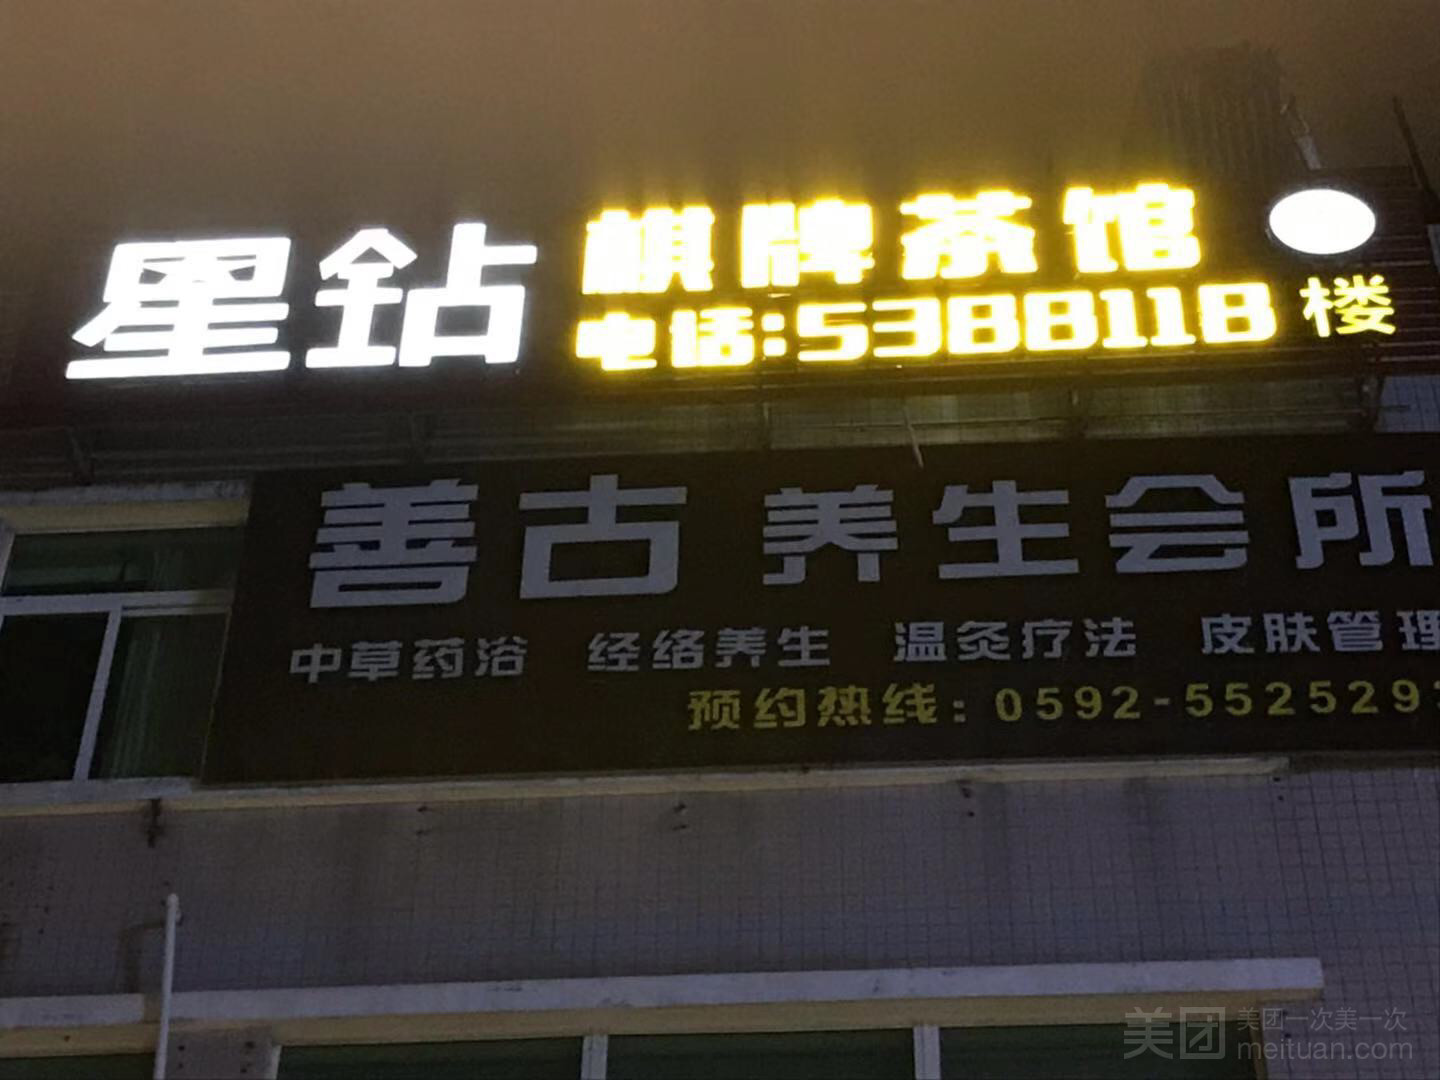 星钻 棋牌茶馆
电话:5388118 楼
善古 养生会所
中草药浴 经络养生 温灸疗法 皮肤管理
预约热线: 0592-552529
美团 美团一次美一次
meituan.com